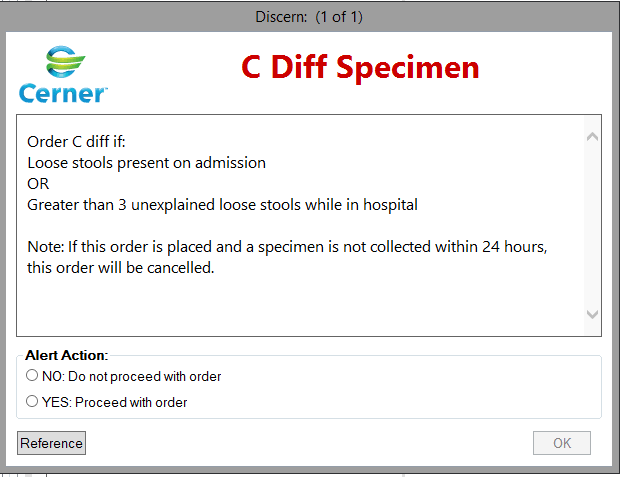 Discern: (1 of 1)
Cerner
C Diff Specimen
Order C diff if:
Loose stools present on admission
OR
Greater than 3 unexplained loose stools while in hospital
Note: If this order is placed and a specimen is not collected within 24 hours,
this order will be cancelled.
Alert Action:
NO: Do not proceed with order
YES: Proceed with order
Reference
OK